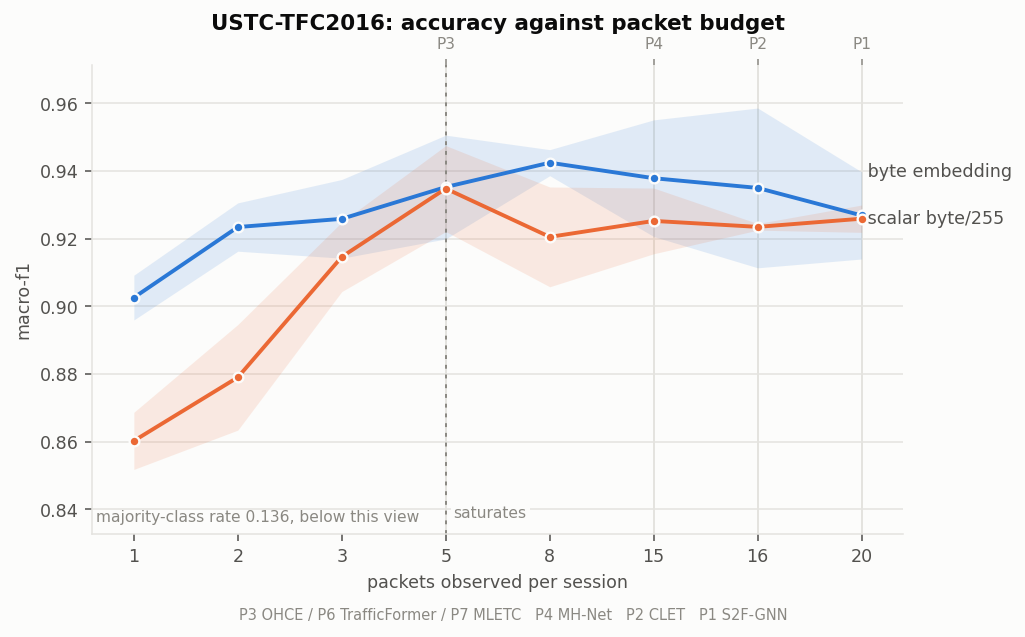 USTC-TFC2016: accuracy against packet budget
P3 P4 P2 P1
0.96
0.94
0.92
0.90
0.88
0.86
0.84
macro-f1
byte embedding
scalar byte/255
majority-class rate 0.136, below this view
saturates
1 2 3 5 8 15 16 20
packets observed per session
P3 OHCE / P6 TrafficFormer / P7 MLETC P4 MH-Net P2 CLET P1 S2F-GNN